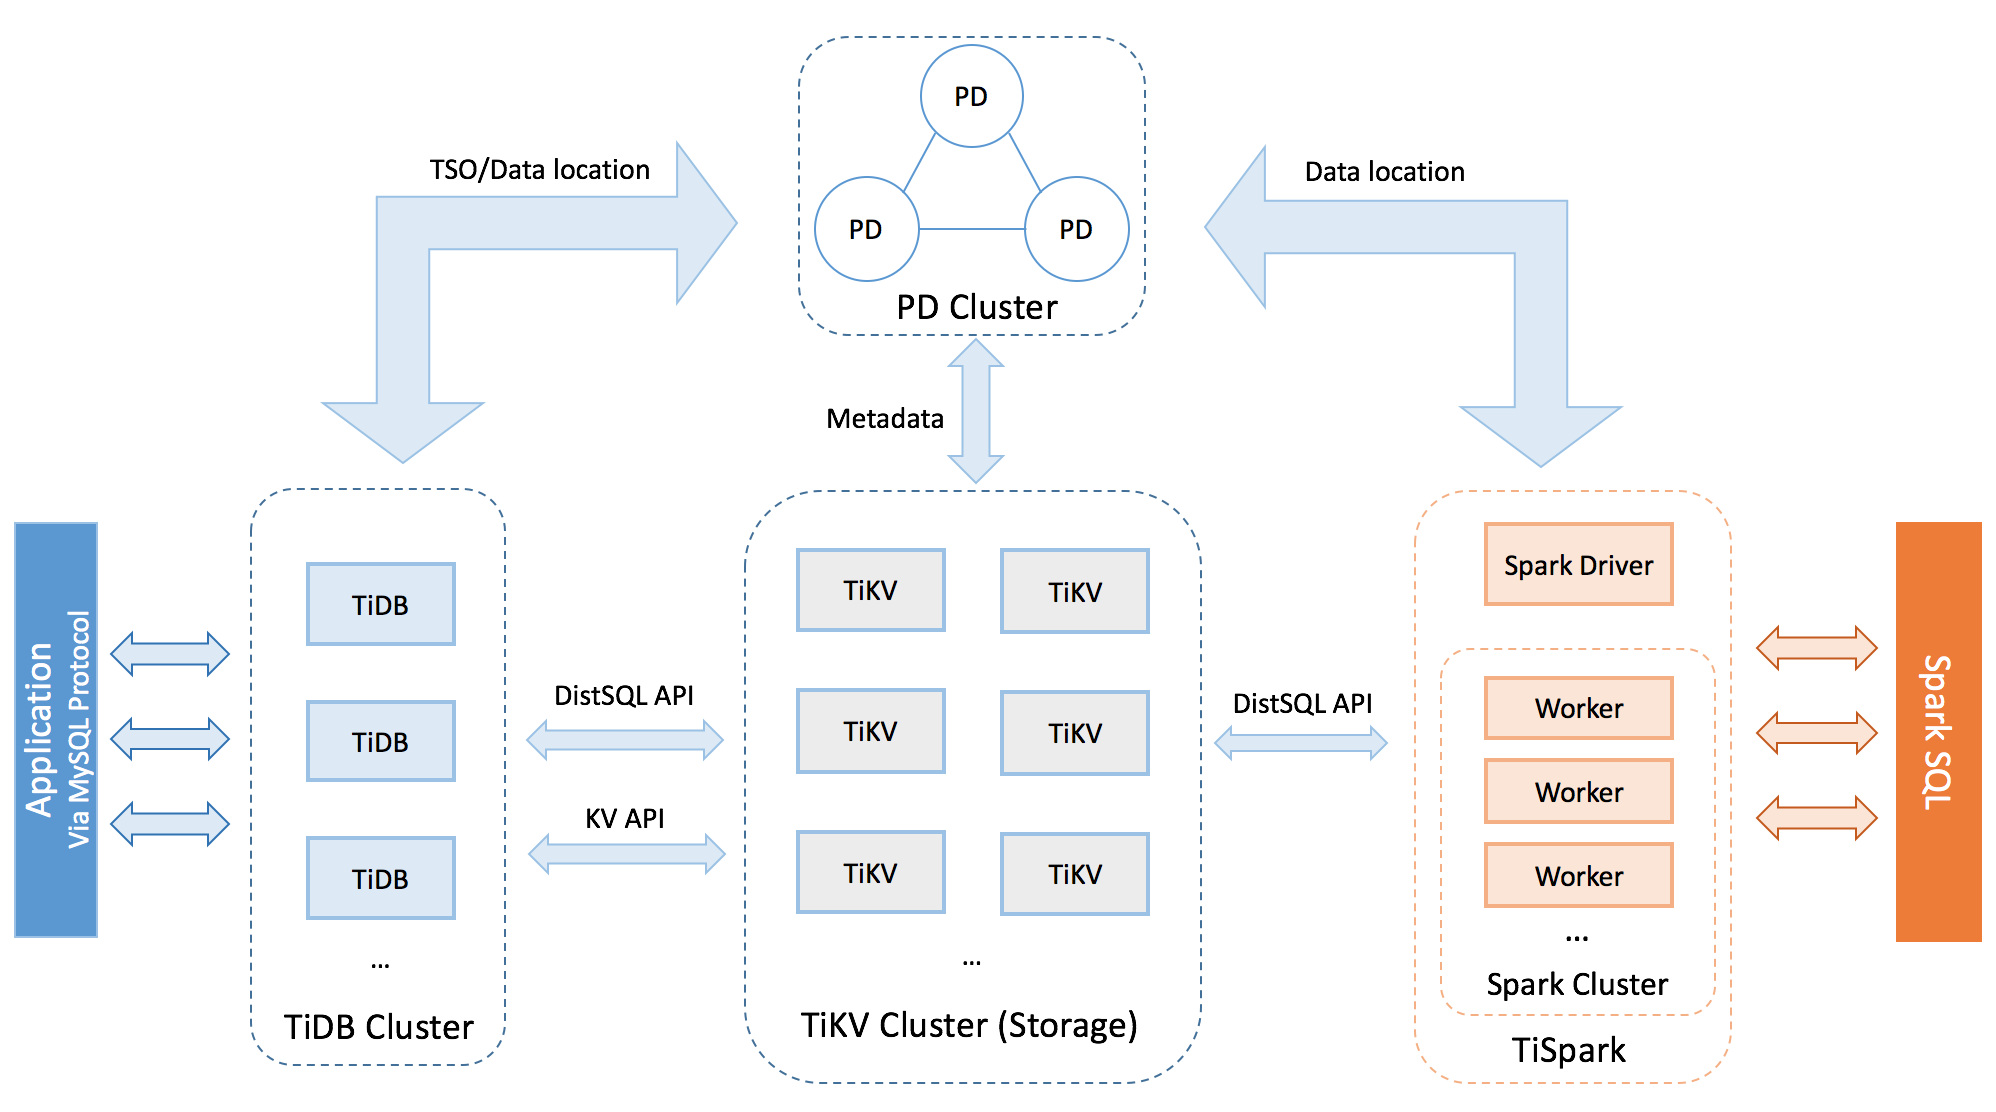 PD
TSO/Data location
Data location
PD
PD
PD Cluster
Metadata
Application
Via MySQL Protocol
TiDB
TiDB
TiDB
...
TiDB Cluster
DistSQL API
KV API
TiKV
TiKV
TiKV
TiKV
TiKV
TiKV
...
TiKV Cluster (Storage)
DistSQL API
Spark Driver
Worker
Worker
Worker
...
Spark Cluster
TiSpark
Spark SQL